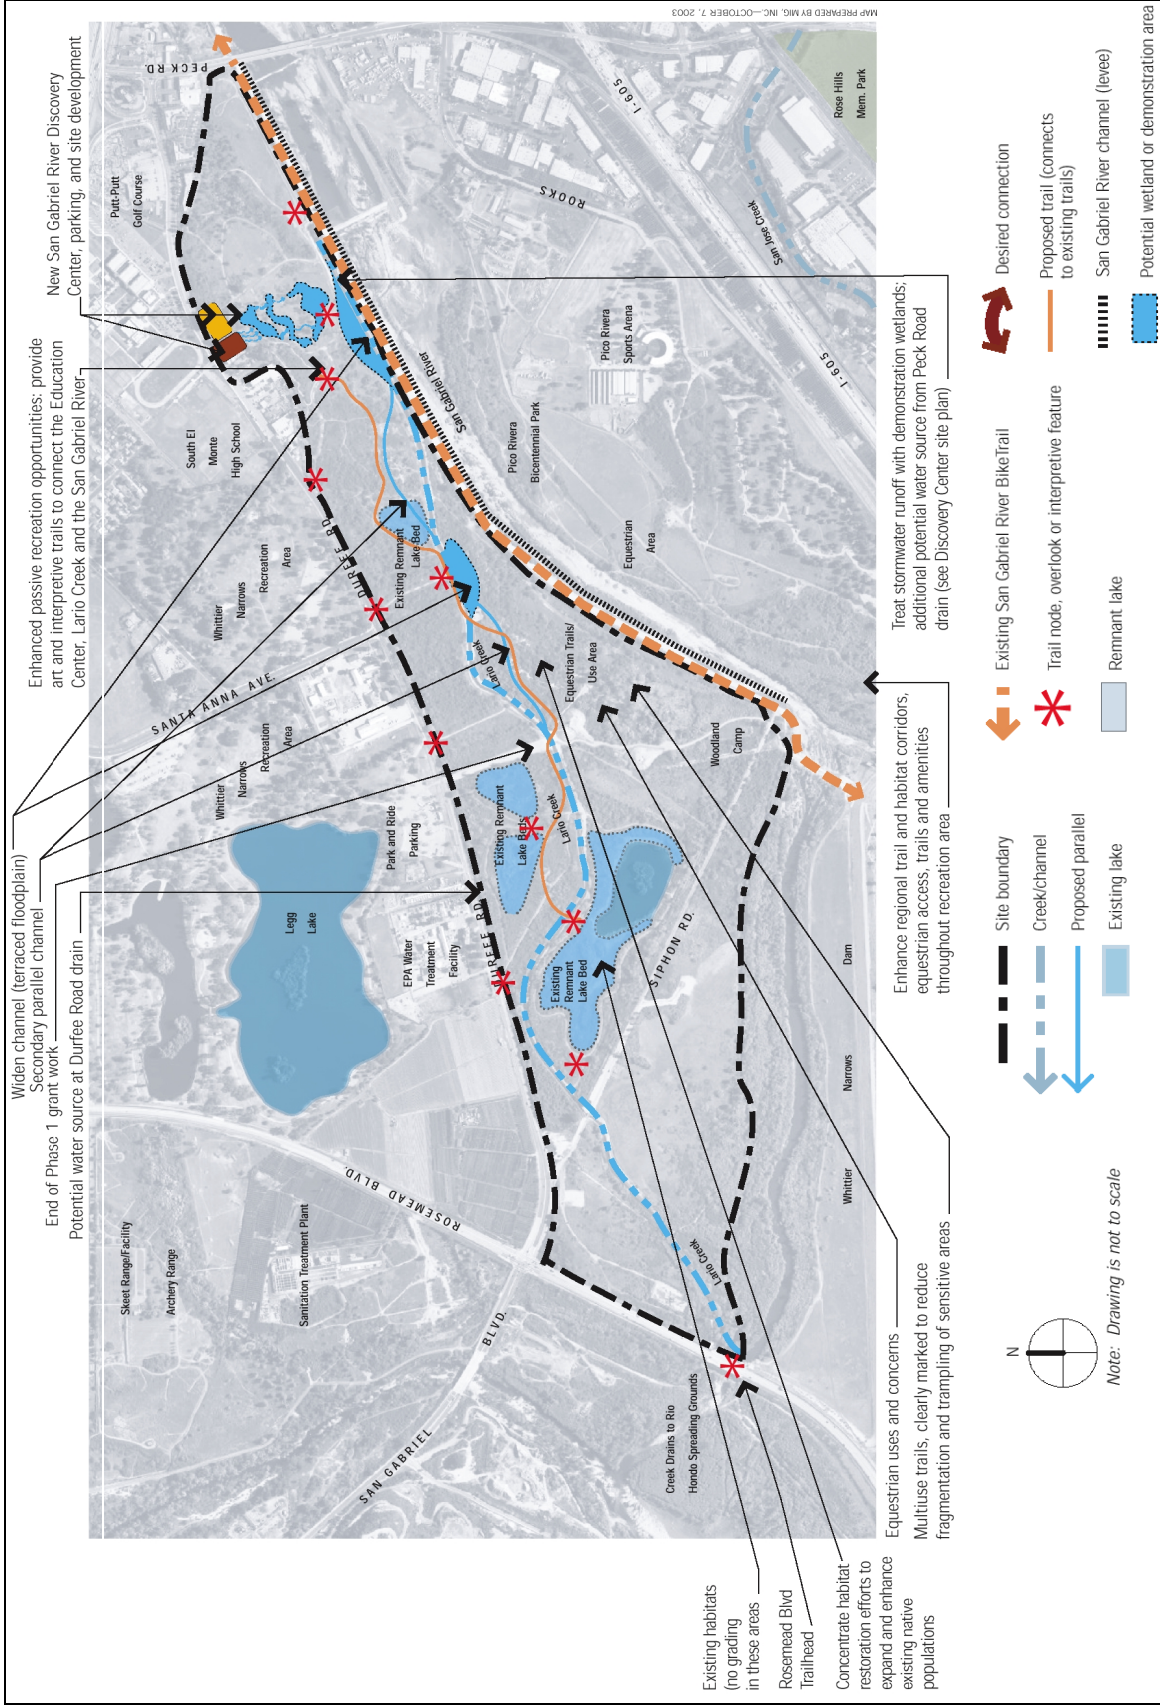 Widen channel (terraced floodplain)
Secondary parallel channel
End of Phase 1 grant work
Potential water source at Durfee Road drain
Enhanced passive recreation opportunities: provide
art and interpretive trails to connect the Education
Center, Lario Creek and the San Gabriel River
New San Gabriel River Discovery
Center, parking, and site development
Skeet Range/Facility
Archery Range
Sanitation Treatment Plant
ROSEMEAD BLVD.
SAN GABRIEL
BLVD.
Legg
Lake
EPA Water
Treatment
Facility
Park and Ride
Parking
Whittier
Narrows
Recreation
Area
SANTA ANNA AVE.
Whittier
Narrows
Recreation
Area
South El
Monte
High School
Putt-Putt
Golf Course
PECK RD.
DURFEE RD.
DURFEE RD.
Existing Remnant
Lake Bed
Existing Remnant
Lake Beds
Existing
Remnant
Lake Bed
Lario Creek
Lario Creek
Lario Creek
SIPHON RD.
Equestrian Trails/
Use Area
Woodland
Camp
Equestrian
Area
Pico Rivera
Bicentennial Park
Pico Rivera
Sports Arena
San Gabriel River
ROOKS
I-605
I-605
San Jose Creek
Rose Hills
Mem. Park
Creek Drains to Rio
Hondo Spreading Grounds
Whittier
Narrows
Dam
MAP PREPARED BY MIG, INC.—OCTOBER 7, 2003
Existing habitats
(no grading
in these areas
Rosemead Blvd
Trailhead
Concentrate habitat
restoration efforts to
expand and enhance
existing native
populations
Equestrian uses and concerns
Multiuse trails, clearly marked to reduce
fragmentation and trampling of sensitive areas
Enhance regional trail and habitat corridors,
equestrian access, trails and amenities
throughout recreation area
Treat stormwater runoff with demonstration wetlands;
additional potential water source from Peck Road
drain (see Discovery Center site plan)
N
Note: Drawing is not to scale
Site boundary
Creek/channel
Proposed parallel
Existing lake
Existing San Gabriel River BikeTrail
Trail node, overlook or interpretive feature
Remnant lake
Desired connection
Proposed trail (connects
to existing trails)
San Gabriel River channel (levee)
Potential wetland or demonstration area